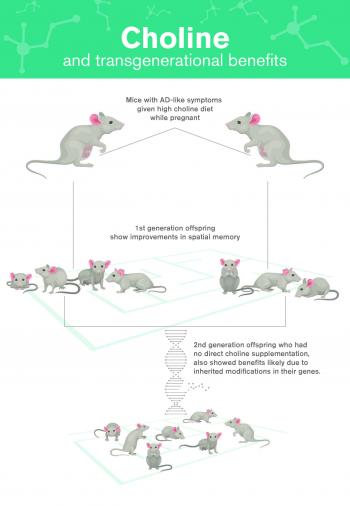 Choline
and transgenerational benefits
Mice with AD-like symptoms
given high choline diet
while pregnant
1st generation offspring
show improvements in spatial memory
2nd generation offspring who had
no direct choline supplementation,
also showed benefits likely due to
inherited modifications in their genes.